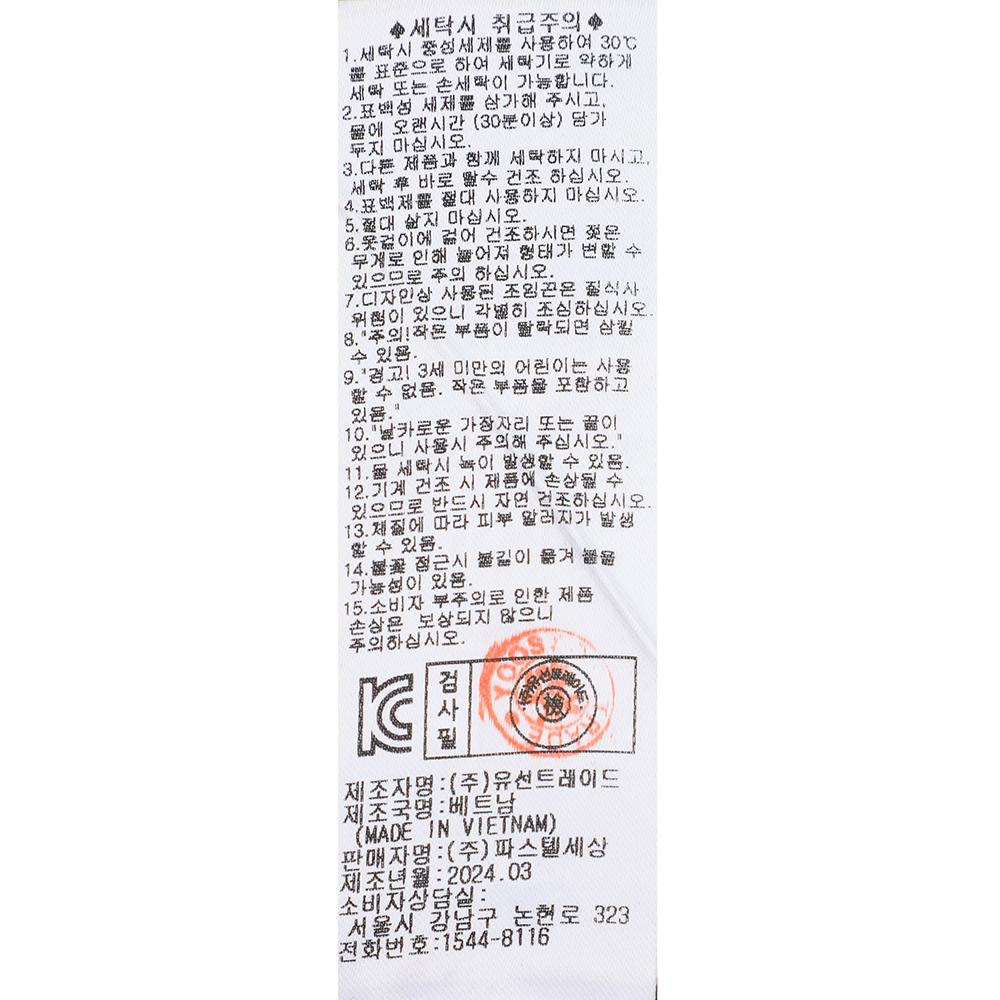 ♠세탁시 취급주의♠
1.세탁시 중성세제를 사용하여 30℃
를 표준으로 하여 세탁기로 약하게
세탁 또는 손세탁이 가능합니다.
2.표백성 세제를 삼가해 주시고,
물에 오랜시간 (30분이상) 담가
두지 마십시오.
3.다른 제품과 함께 세탁하지 마시고,
세탁 후 바로 탈수 건조 하십시오.
4.표백제를 절대 사용하지 마십시오.
5.절대 삶지 마십시오.
6.옷걸이에 걸어 건조하시면 젖은
무게로 인해 늘어져 형태가 변할 수
있으므로 주의 하십시오.
7.디자인상 사용된 조임끈은 질식사
위험이 있으니 각별히 조심하십시오.
8."주의!작은 부품이 탈락되면 삼킬
수 있음.
9."경고! 3세 미만의 어린이는 사용
할 수 없음. 작은 부품을 포함하고
있음."
10."날카로운 가장자리 또는 끝이
있으니 사용시 주의해 주십시오."
11.물 세탁시 녹이 발생할 수 있음.
12.기계 건조 시 제품에 손상될 수
있으므로 반드시 자연 건조하십시오.
13.체질에 따라 피부 알러지가 발생
할 수 있음.
14.불꽃 접근시 불길이 옮겨 붙을
가능성이 있음.
15.소비자 부주의로 인한 제품
손상은 보상되지 않으니
주의하십시오.
KC
검사필
YOOS
TRADE
(주)유선트레이드
檢
제조자명:(주)유선트레이드
제조국명:베트남
(MADE IN VIETNAM)
판매자명:(주)파스텔세상
제조년월:2024.03
소비자상담실:
서울시 강남구 논현로 323
전화번호:1544-8116